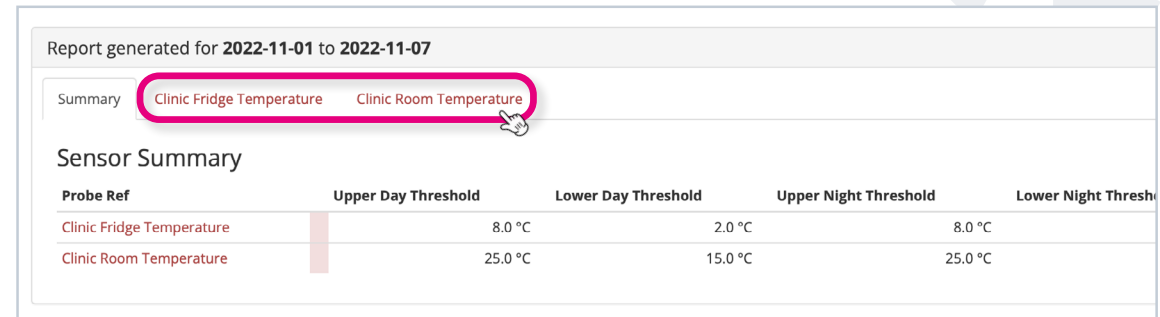 Report generated for 2022-11-01 to 2022-11-07
Summary Clinic Fridge Temperature Clinic Room Temperature
Sensor Summary
Probe Ref Upper Day Threshold Lower Day Threshold Upper Night Threshold Lower Night
Clinic Fridge Temperature 8.0 °C 2.0 °C 8.0 °C
Clinic Room Temperature 25.0 °C 15.0 °C 25.0 °C